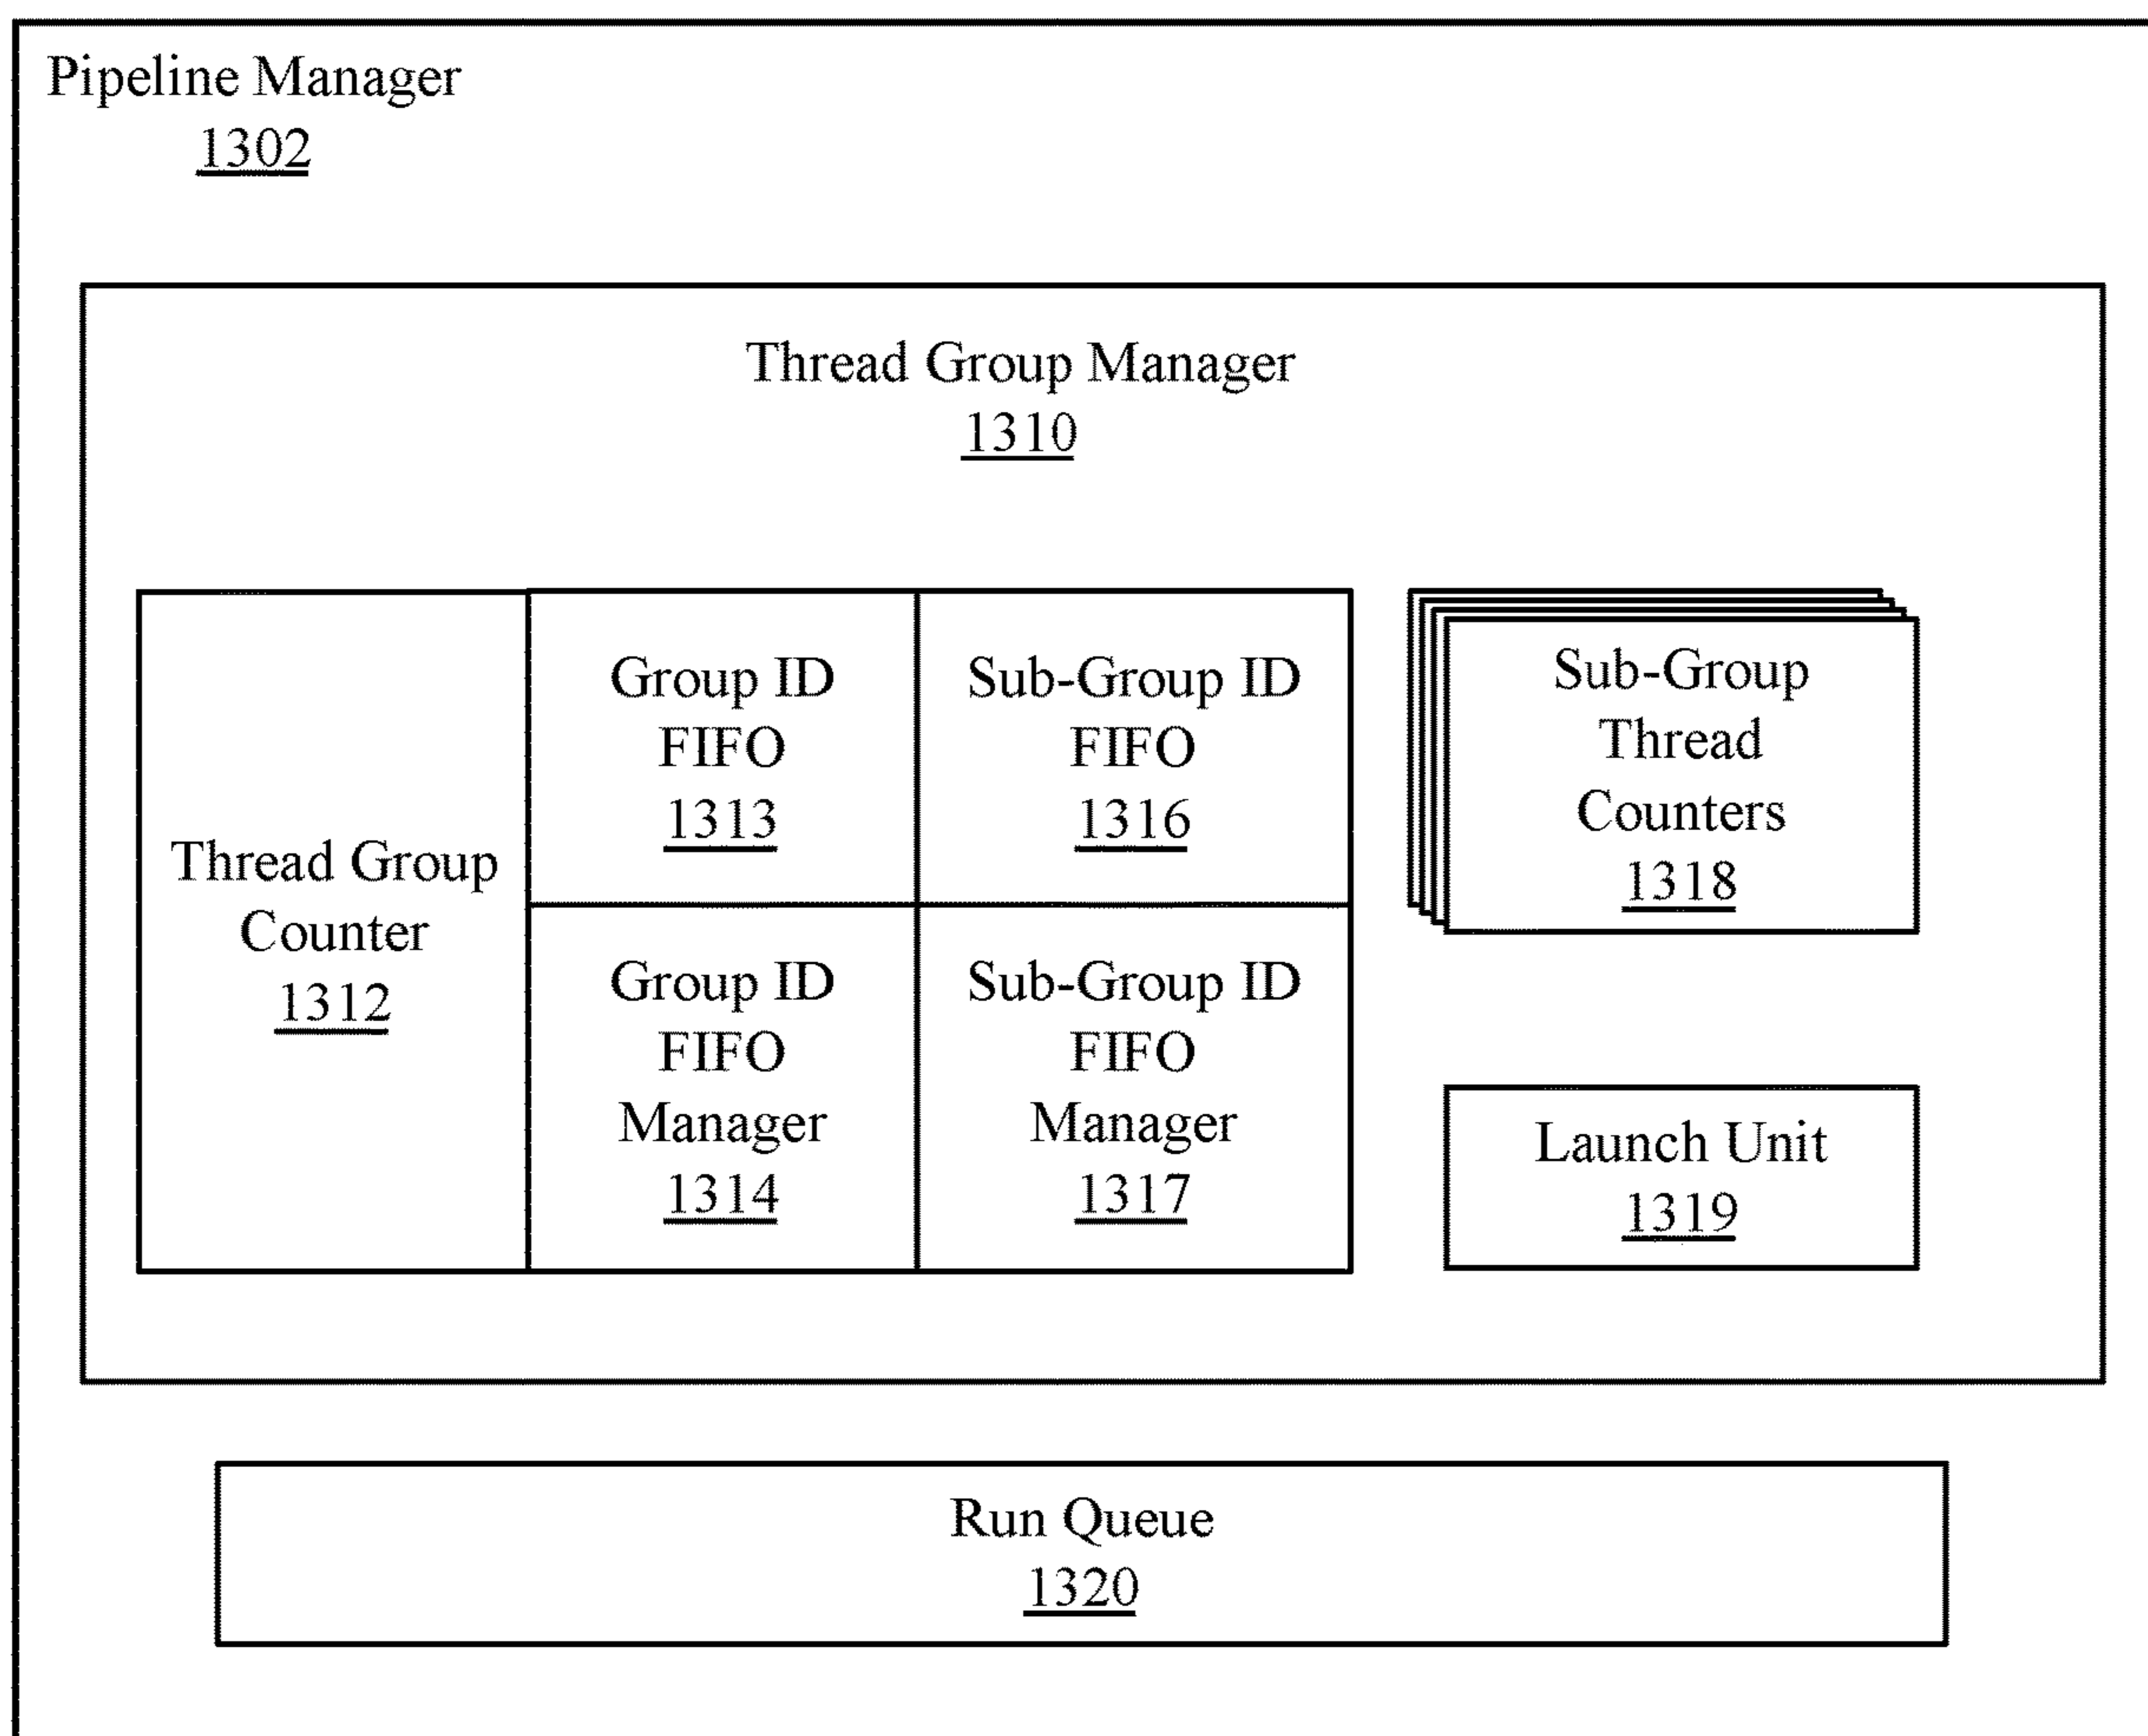 Pipeline Manager
1302
Thread Group Manager
1310
Thread Group
Counter
1312
Group ID
FIFO
1313
Sub-Group ID
FIFO
1316
Group ID
FIFO
Manager
1314
Sub-Group ID
FIFO
Manager
1317
Sub-Group
Thread
Counters
1318
Launch Unit
1319
Run Queue
1320